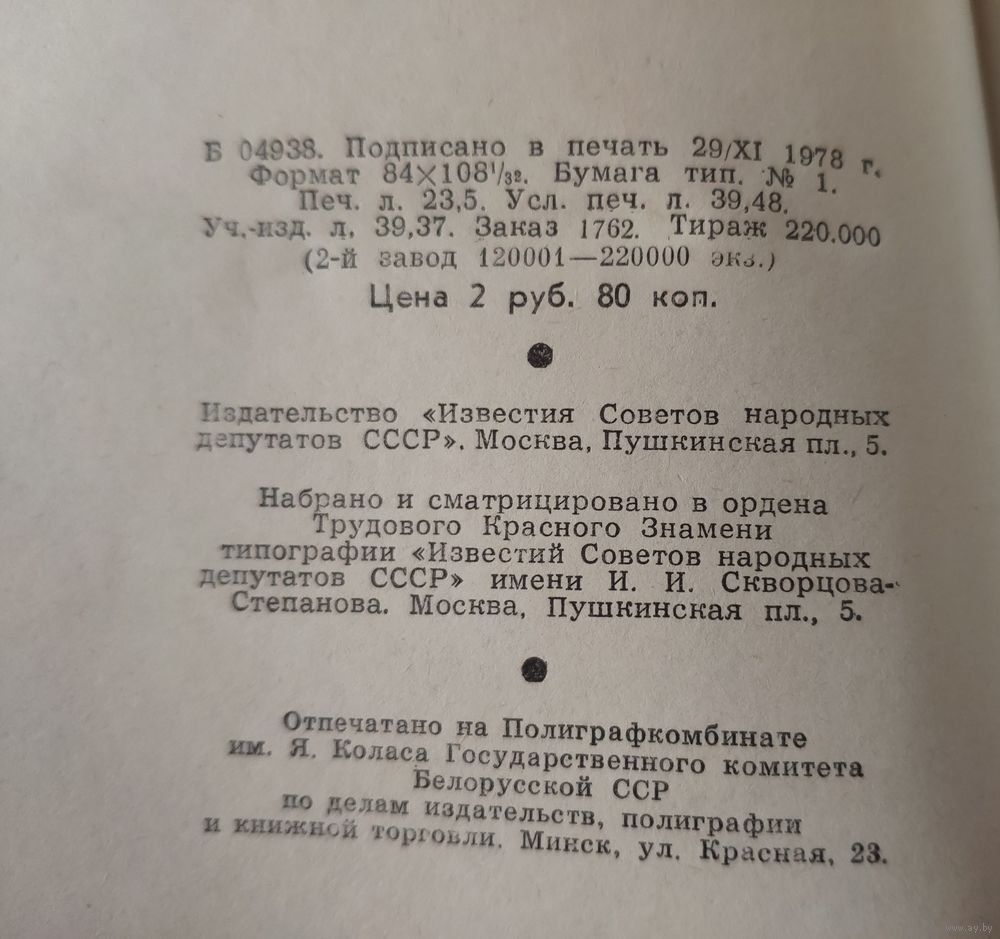 Б 04938. Подписано в печать 29/XI 1978 г.
Формат 84×108¹/₃₂. Бумага тип. № 1.
Печ. л. 23,5. Усл. печ. л. 39,48.
Уч.-изд. л. 39,37. Заказ 1762. Тираж 220.000
(2-й завод 120001—220000 экз.)
Цена 2 руб. 80 коп.
Издательство «Известия Советов народных
депутатов СССР». Москва, Пушкинская пл., 5.
Набрано и сматрицировано в ордена
Трудового Красного Знамени
типографии «Известий Советов народных
депутатов СССР» имени И. И. Скворцова-
Степанова. Москва, Пушкинская пл., 5.
Отпечатано на Полиграфкомбинате
им. Я. Коласа Государственного комитета
Белорусской ССР
по делам издательств, полиграфии
и книжной торговли. Минск, ул. Красная, 23.
www.ay.by